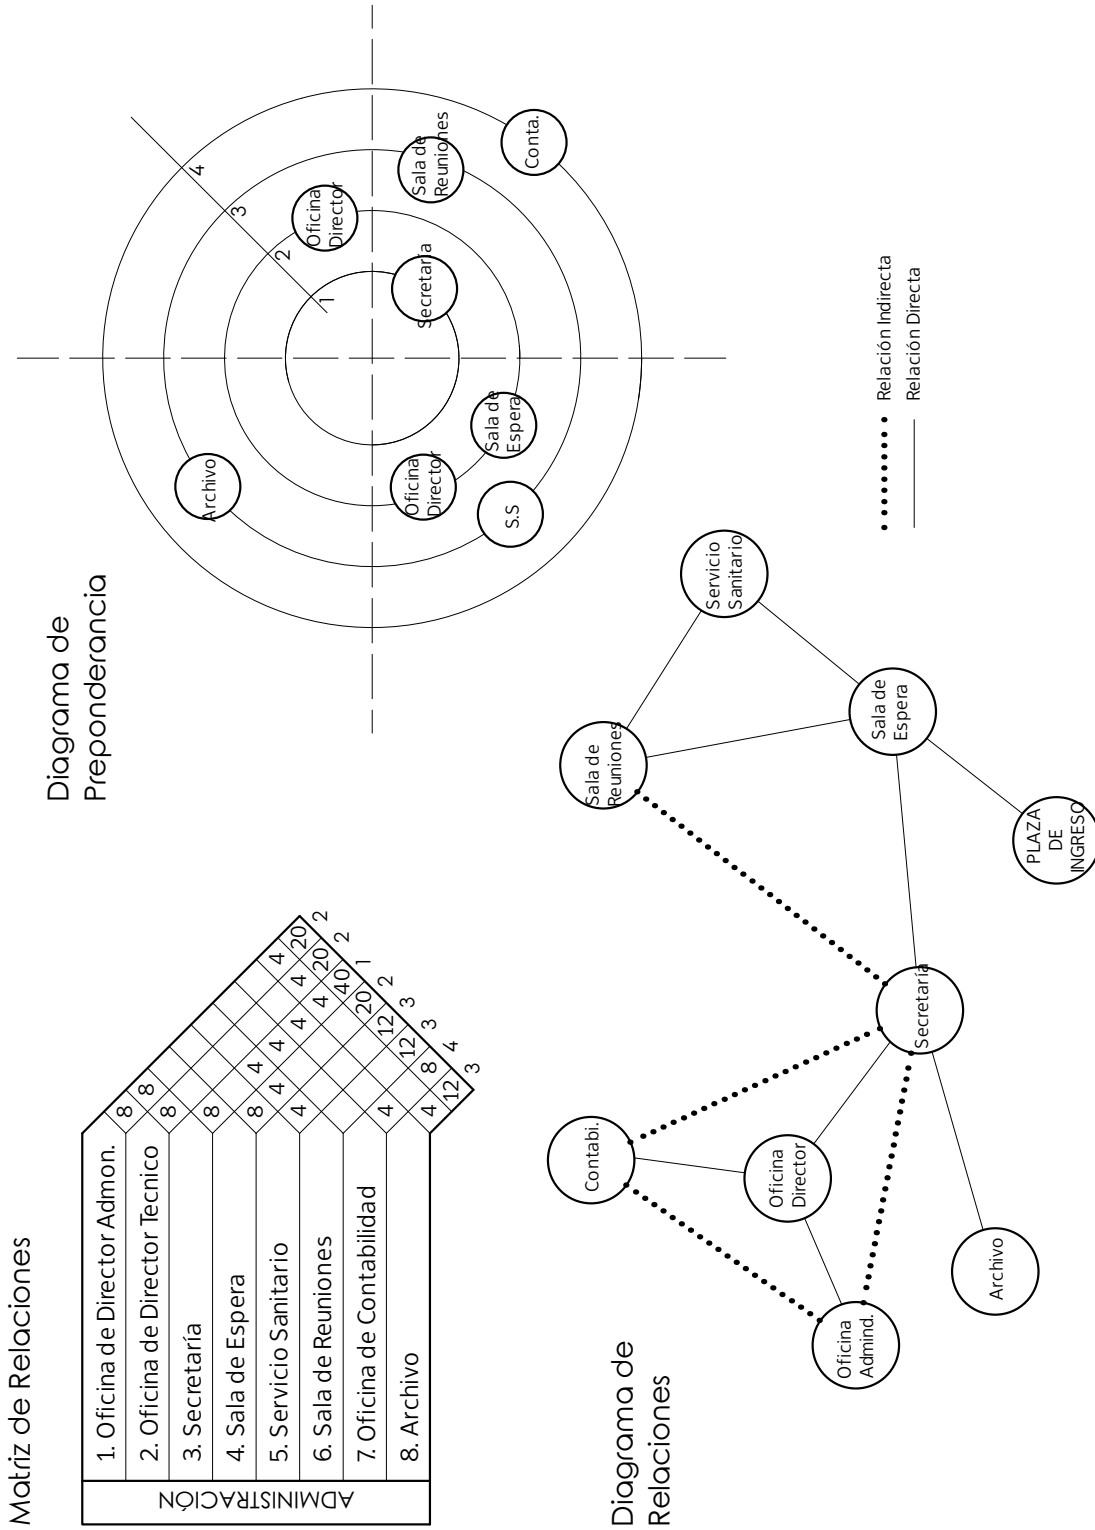 Matriz de Relaciones
ADMINISTRACIÓN
1. Oficina de Director Admon.
2. Oficina de Director Tecnico
3. Secretaría
4. Sala de Espera
5. Servicio Sanitario
6. Sala de Reuniones
7. Oficina de Contabilidad
8. Archivo
8
8
8
8
8 4
4 4 4
4 4 4 20
4 20 2
40 2
20 1
4 12 2
12 3
4 8 3
12 4
3
Diagrama de
Preponderancia
1
2
3
4
Archivo
Oficina
Director
Oficina
Director
Secretaría
Sala de
Reuniones
Sala de
Espera
S.S
Conta.
Diagrama de
Relaciones
Contabi.
Sala de
Reuniones
Servicio
Sanitario
Oficina
Director
Oficina
Admind.
Sala de
Espera
Secretaría
Archivo
PLAZA
DE
INGRESO
Relación Indirecta
Relación Directa